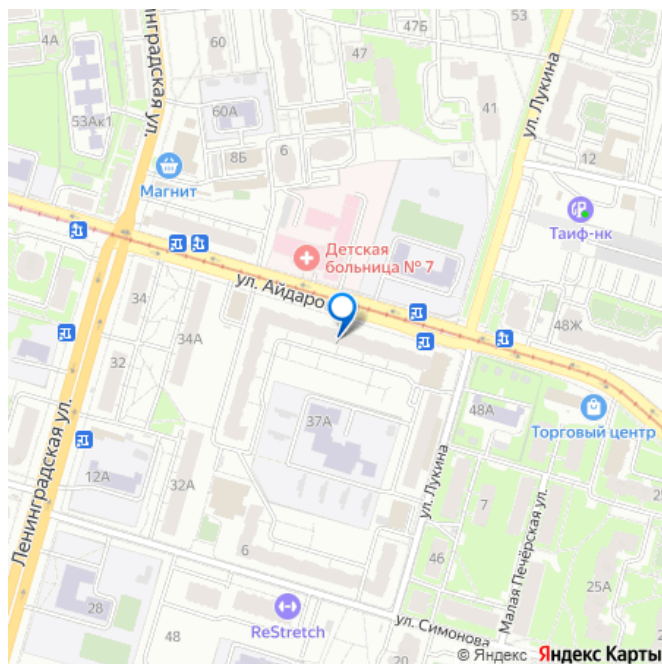 4А
60
47
47Б
53
Ленинградская ул.
53Ак1
60А
41
ул. Лукина
8Б
6
12
Магнит
Таиф-нк
Детская
больница № 7
ул. Айдаро
34
48Ж
34А
32
48А
Торговый центр
37А
Ленинградская ул.
12А
32А
7
ул. Лукина
Малая Печёрская ул.
6
46
25А
28
48
ReStretch
ул. Симонова
© Яндекс Яндекс Карты